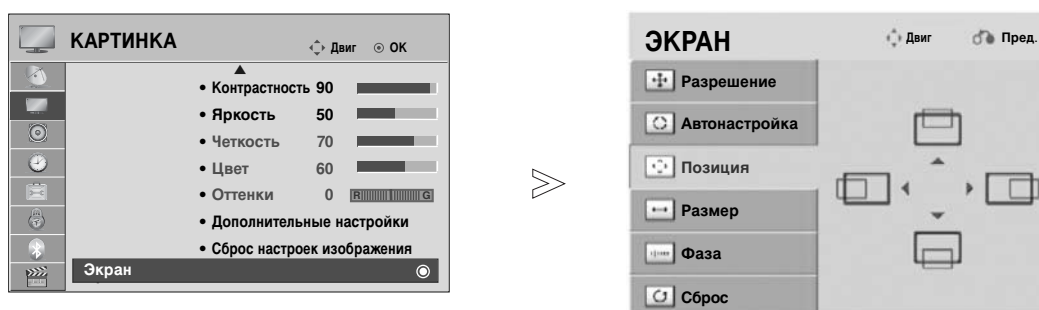 КАРТИНКА
Двиг
OK
• Контрастность 90
• Яркость 50
• Четкость 70
• Цвет 60
• Оттенки 0 R G
• Дополнительные настройки
• Сброс настроек изображения
Экран
ЭКРАН
Двиг
Пред.
Разрешение
Автонастройка
Позиция
Размер
Фаза
Сброс